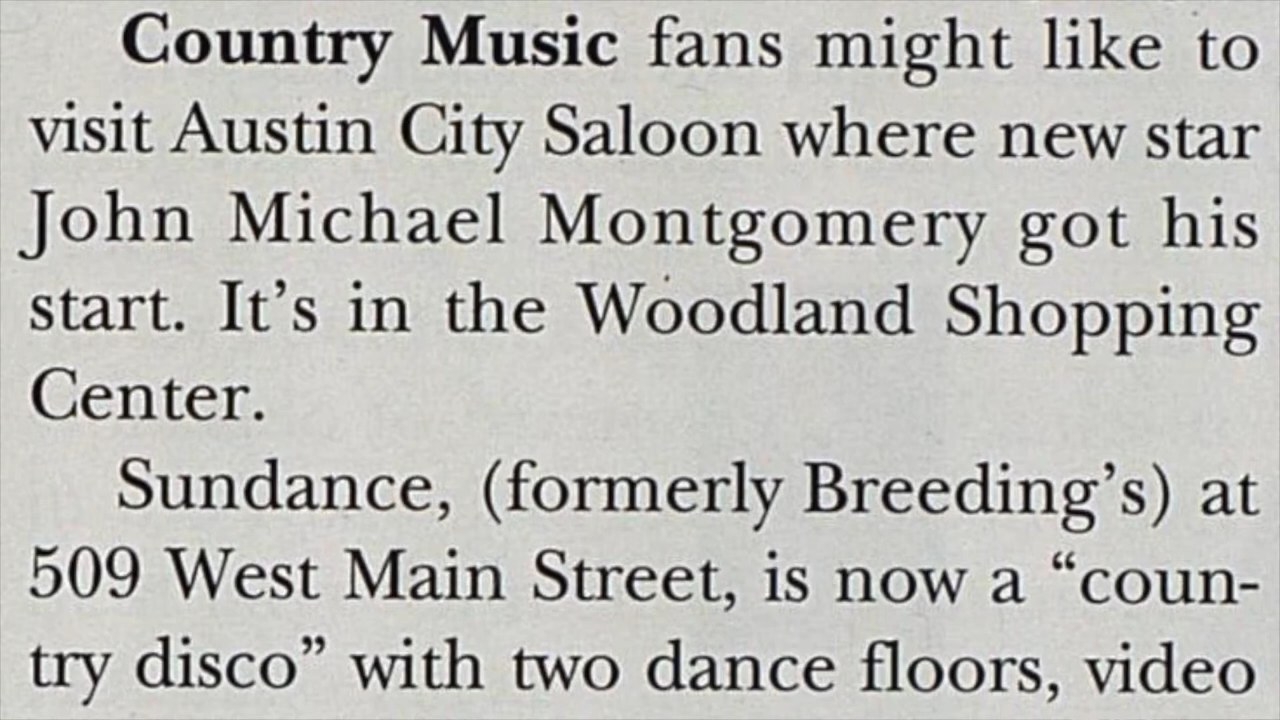 Country Music fans might like to
visit Austin City Saloon where new star
John Michael Montgomery got his
start. It’s in the Woodland Shopping
Center.
Sundance, (formerly Breeding’s) at
509 West Main Street, is now a “coun-
try disco” with two dance floors, video